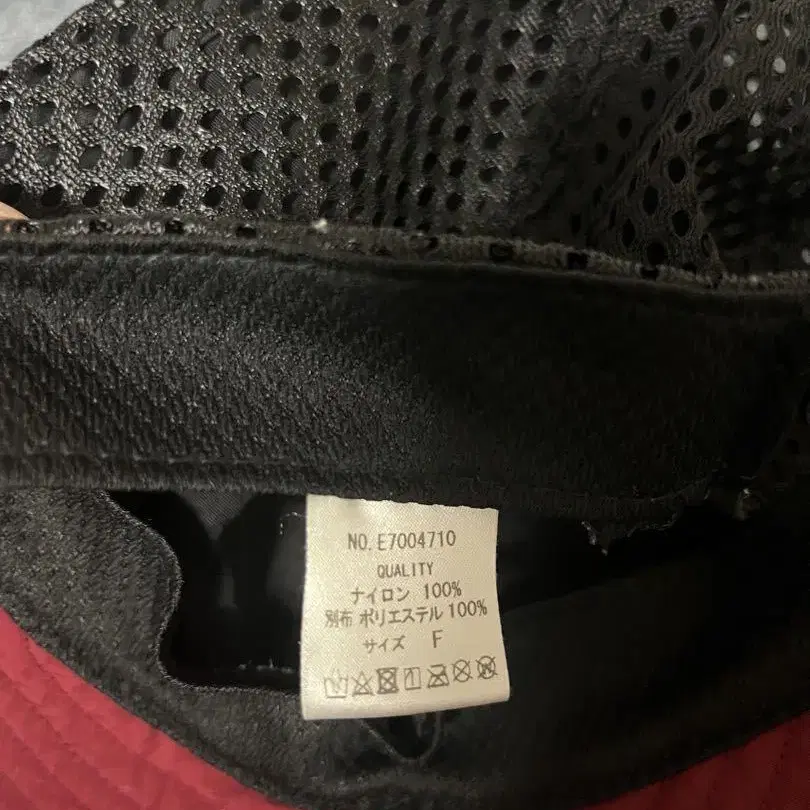 NO. E7004710
QUALITY
ナイロン 100%
別布 ポリエステル 100%
サイズ F